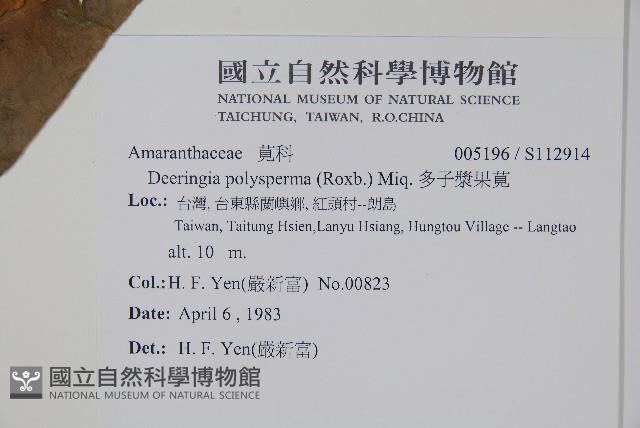 國立自然科學博物館
NATIONAL MUSEUM OF NATURAL SCIENCE
TAICHUNG, TAIWAN, R.O.CHINA
Amaranthaceae 莧科 005196 / S112914
Deeringia polysperma (Roxb.) Miq. 多子漿果莧
Loc.: 台灣, 台東縣蘭嶼鄉, 紅頭村--朗島
Taiwan, Taitung Hsien,Lanyu Hsiang, Hungtou Village -- Langtao
alt. 10 m.
Col.: H. F. Yen(嚴新富) No.00823
Date: April 6 , 1983
Det.: H. F. Yen(嚴新富)
國立自然科學博物館
NATIONAL MUSEUM OF NATURAL SCIENCE